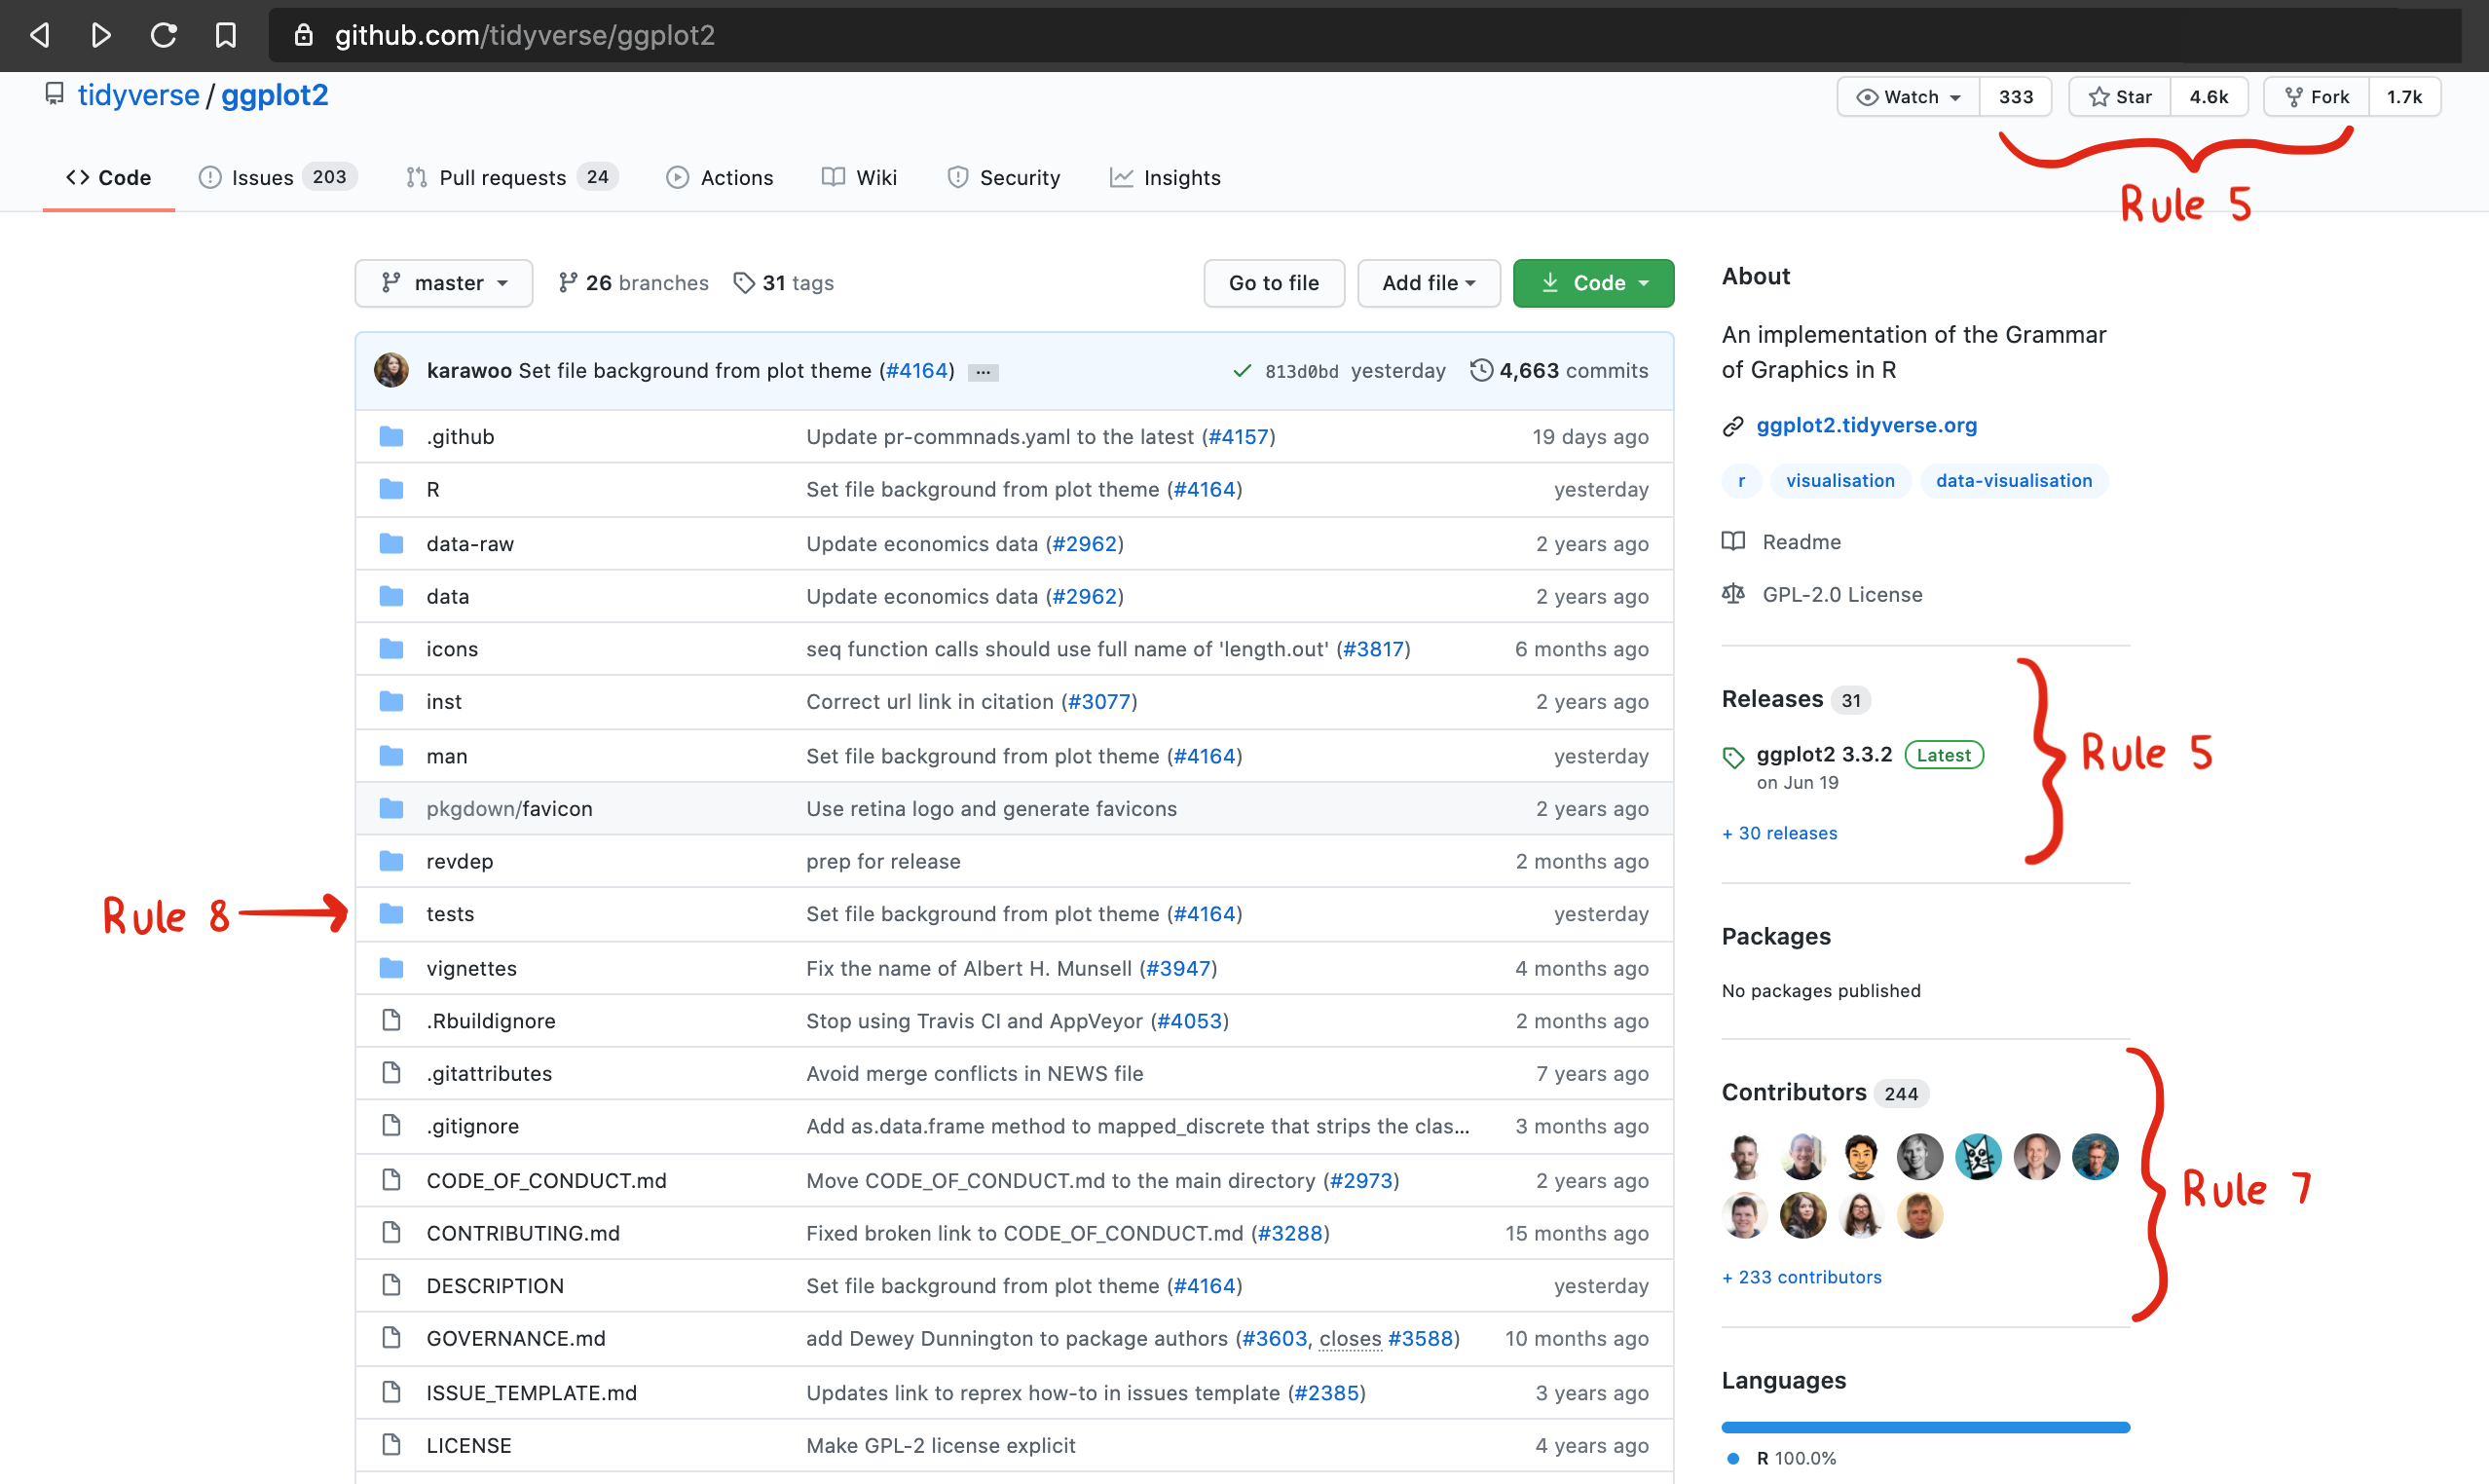 github.com/tidyverse/ggplot2
tidyverse / ggplot2
Watch 333 Star 4.6k Fork 1.7k
Rule 5
Code Issues 203 Pull requests 24 Actions Wiki Security Insights
master 26 branches 31 tags Go to file Add file Code
karawoo Set file background from plot theme (#4164) ... 813d0bd yesterday 4,663 commits
.github Update pr-commnads.yaml to the latest (#4157) 19 days ago
R Set file background from plot theme (#4164) yesterday
data-raw Update economics data (#2962) 2 years ago
data Update economics data (#2962) 2 years ago
icons seq function calls should use full name of 'length.out' (#3817) 6 months ago
inst Correct url link in citation (#3077) 2 years ago
man Set file background from plot theme (#4164) yesterday
pkgdown/favicon Use retina logo and generate favicons 2 years ago
revdep prep for release 2 months ago
Rule 8
tests Set file background from plot theme (#4164) yesterday
vignettes Fix the name of Albert H. Munsell (#3947) 4 months ago
.Rbuildignore Stop using Travis CI and AppVeyor (#4053) 2 months ago
.gitattributes Avoid merge conflicts in NEWS file 7 years ago
.gitignore Add as.data.frame method to mapped_discrete that strips the clas... 3 months ago
CODE_OF_CONDUCT.md Move CODE_OF_CONDUCT.md to the main directory (#2973) 2 years ago
CONTRIBUTING.md Fixed broken link to CODE_OF_CONDUCT.md (#3288) 15 months ago
DESCRIPTION Set file background from plot theme (#4164) yesterday
GOVERNANCE.md add Dewey Dunnington to package authors (#3603, closes #3588) 10 months ago
ISSUE_TEMPLATE.md Updates link to reprex how-to in issues template (#2385) 3 years ago
LICENSE Make GPL-2 license explicit 4 years ago
About
An implementation of the Grammar
of Graphics in R
ggplot2.tidyverse.org
r visualisation data-visualisation
Readme
GPL-2.0 License
Releases 31
ggplot2 3.3.2 Latest
on Jun 19
+ 30 releases
Rule 5
Packages
No packages published
Contributors 244
+ 233 contributors
Rule 7
Languages
R 100.0%